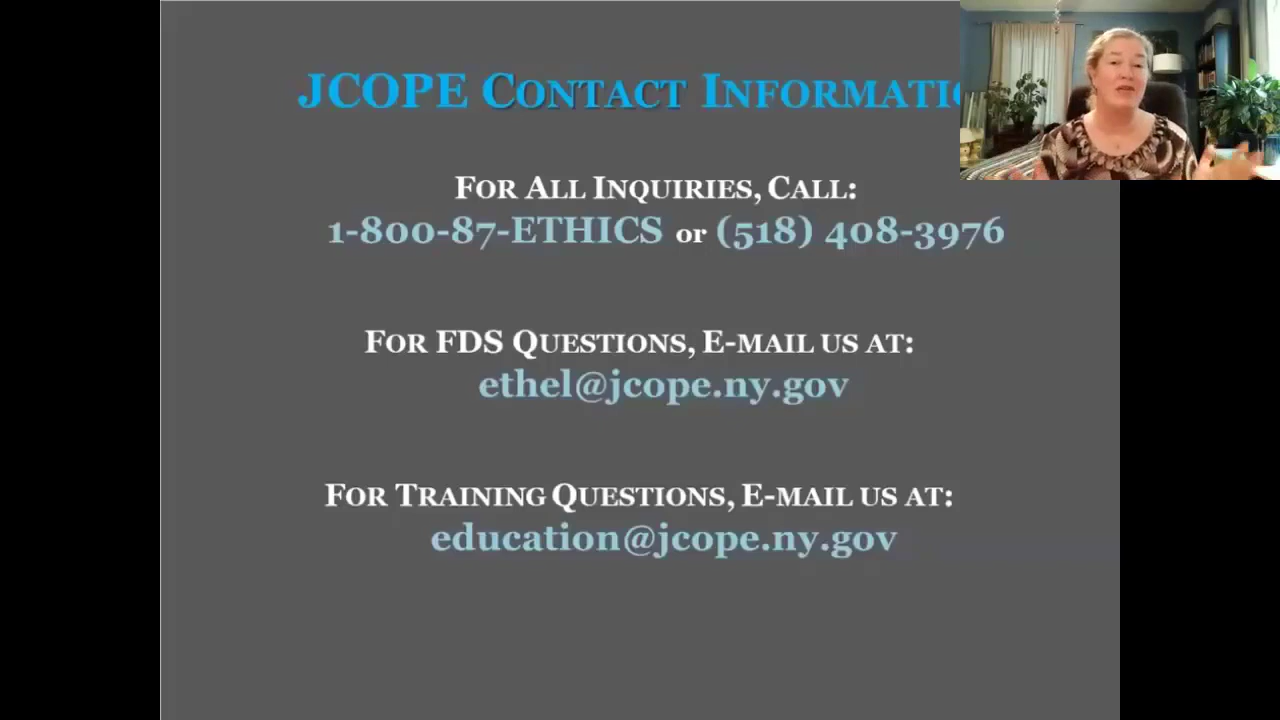 JCOPE CONTACT INFORMATIO
FOR ALL INQUIRIES, CALL:
1-800-87-ETHICS or (518) 408-3976
FOR FDS QUESTIONS, E-MAIL US AT:
ethel@jcope.ny.gov
FOR TRAINING QUESTIONS, E-MAIL US AT:
education@jcope.ny.gov